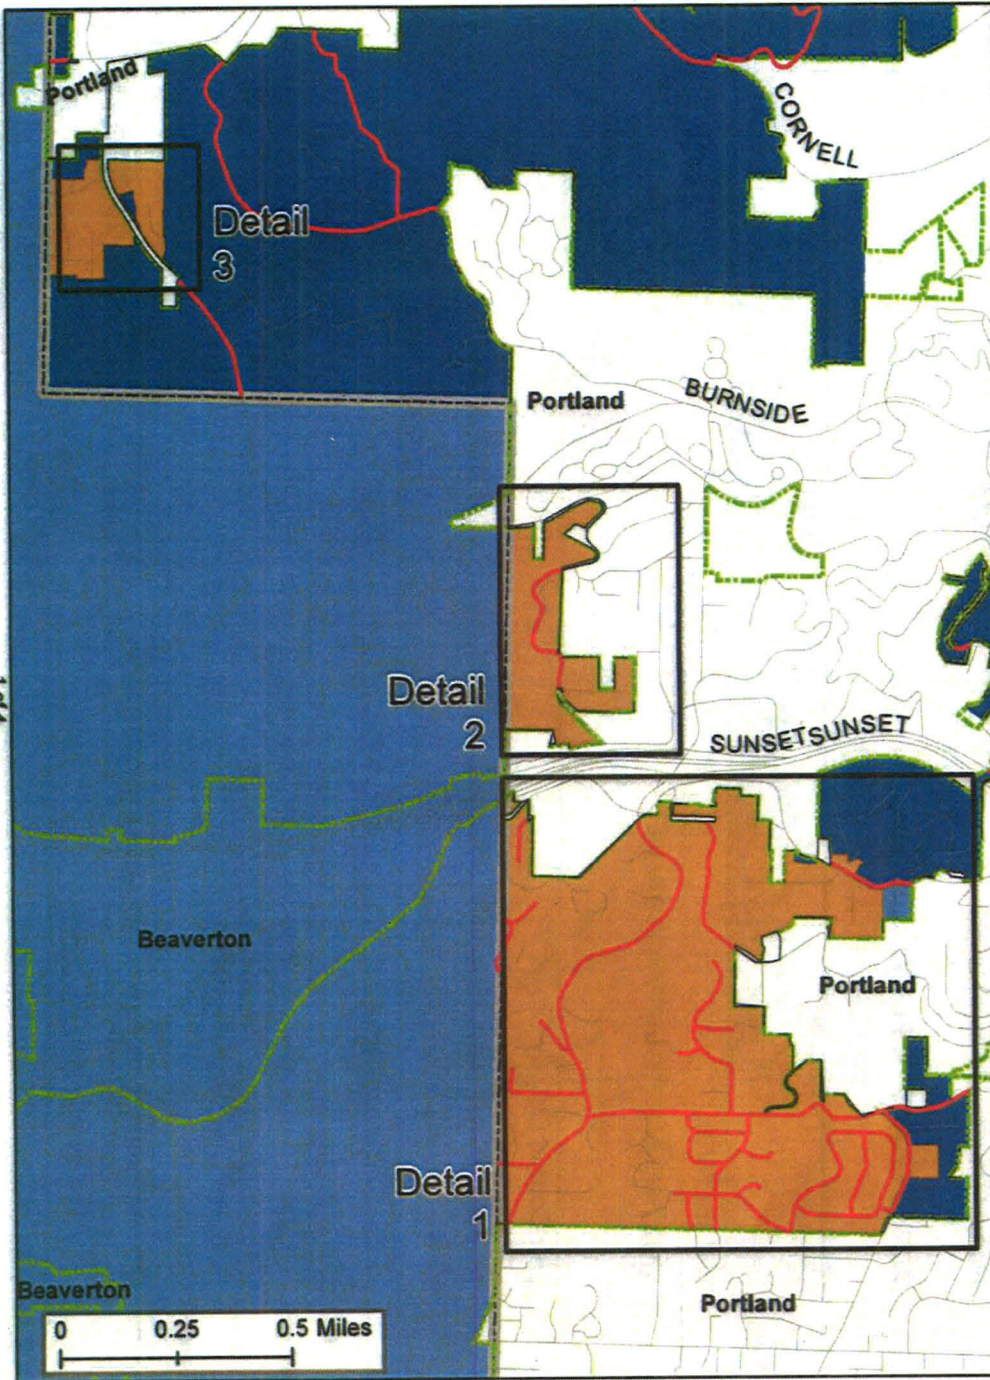 Portland
CORNELL
Detail
3
Portland
BURNSIDE
Detail
2
SUNSETSUNSET
Beaverton
Portland
Detail
1
Beaverton
Portland
0 0.25 0.5 Miles